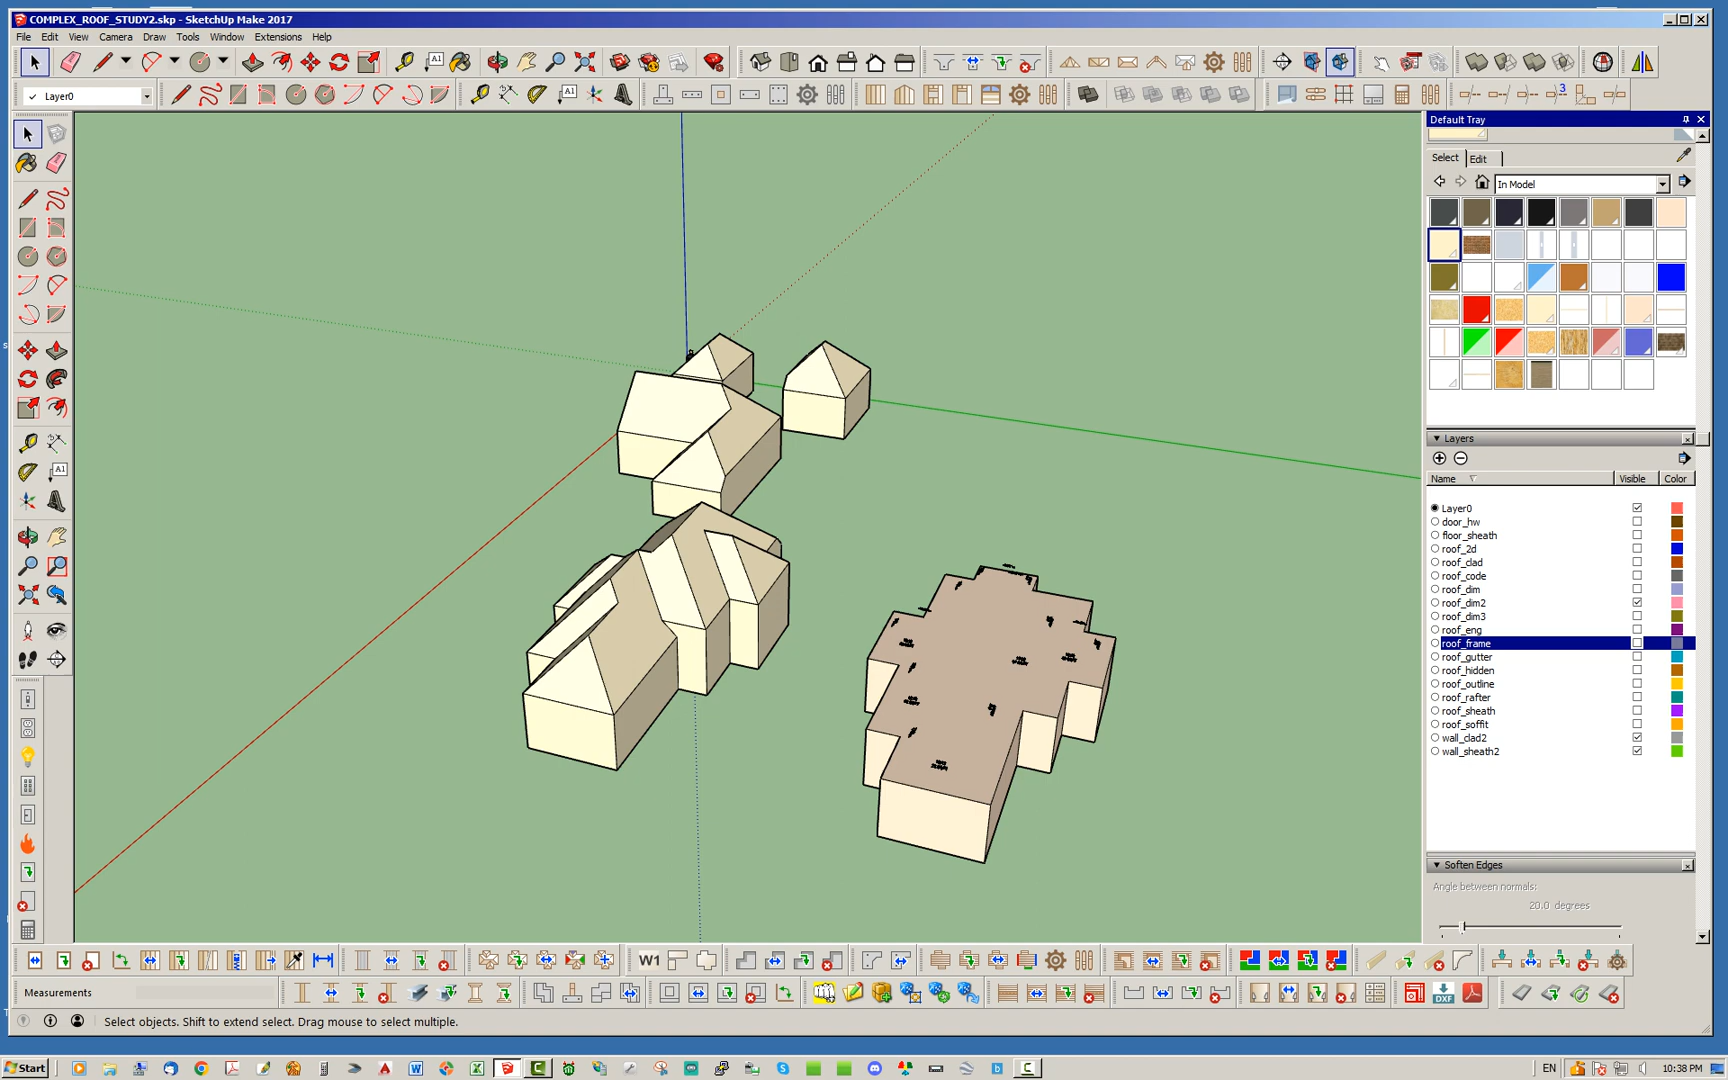 COMPLEX_ROOF_STUDY2.skp - SketchUp Make 2017
File Edit View Camera Draw Tools Window Extensions Help
✓ Layer0
Default Tray
Select Edit
In Model
Layers
Name Visible Color
Layer0
door_hw
floor_sheath
roof_2d
roof_clad
roof_code
roof_dim
roof_dim2
roof_dim3
roof_eng
roof_frame
roof_gutter
roof_hidden
roof_outline
roof_rafter
roof_sheath
roof_soffit
wall_clad2
wall_sheath2
Soften Edges
Angle between normals:
20.0 degrees
W1
Measurements
DXF
Select objects. Shift to extend select. Drag mouse to select multiple.
Start
EN
10:38 PM